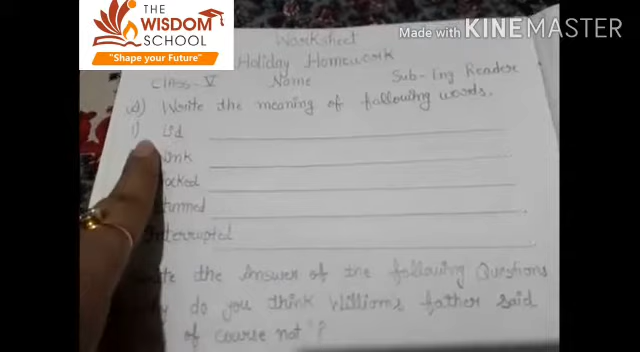 THE
WISDOM
SCHOOL
"Shape your Future"
Made with KINEMASTER
Worksheet
Holiday Homework
Class - V Name Sub - Eng Reader
Write the meaning of following words.
1) Lid
the Answer of the following Questions
do you think Williams father said
of course not"?